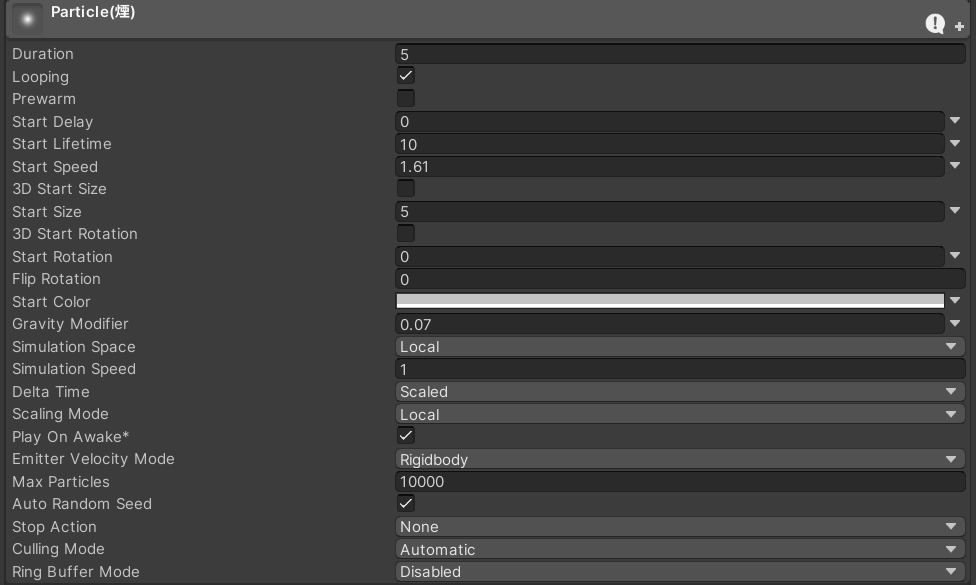 Particle(煙)
Duration 5
Looping
Prewarm
Start Delay 0
Start Lifetime 10
Start Speed 1.61
3D Start Size
Start Size 5
3D Start Rotation
Start Rotation 0
Flip Rotation 0
Start Color
Gravity Modifier 0.07
Simulation Space Local
Simulation Speed 1
Delta Time Scaled
Scaling Mode Local
Play On Awake*
Emitter Velocity Mode Rigidbody
Max Particles 10000
Auto Random Seed
Stop Action None
Culling Mode Automatic
Ring Buffer Mode Disabled